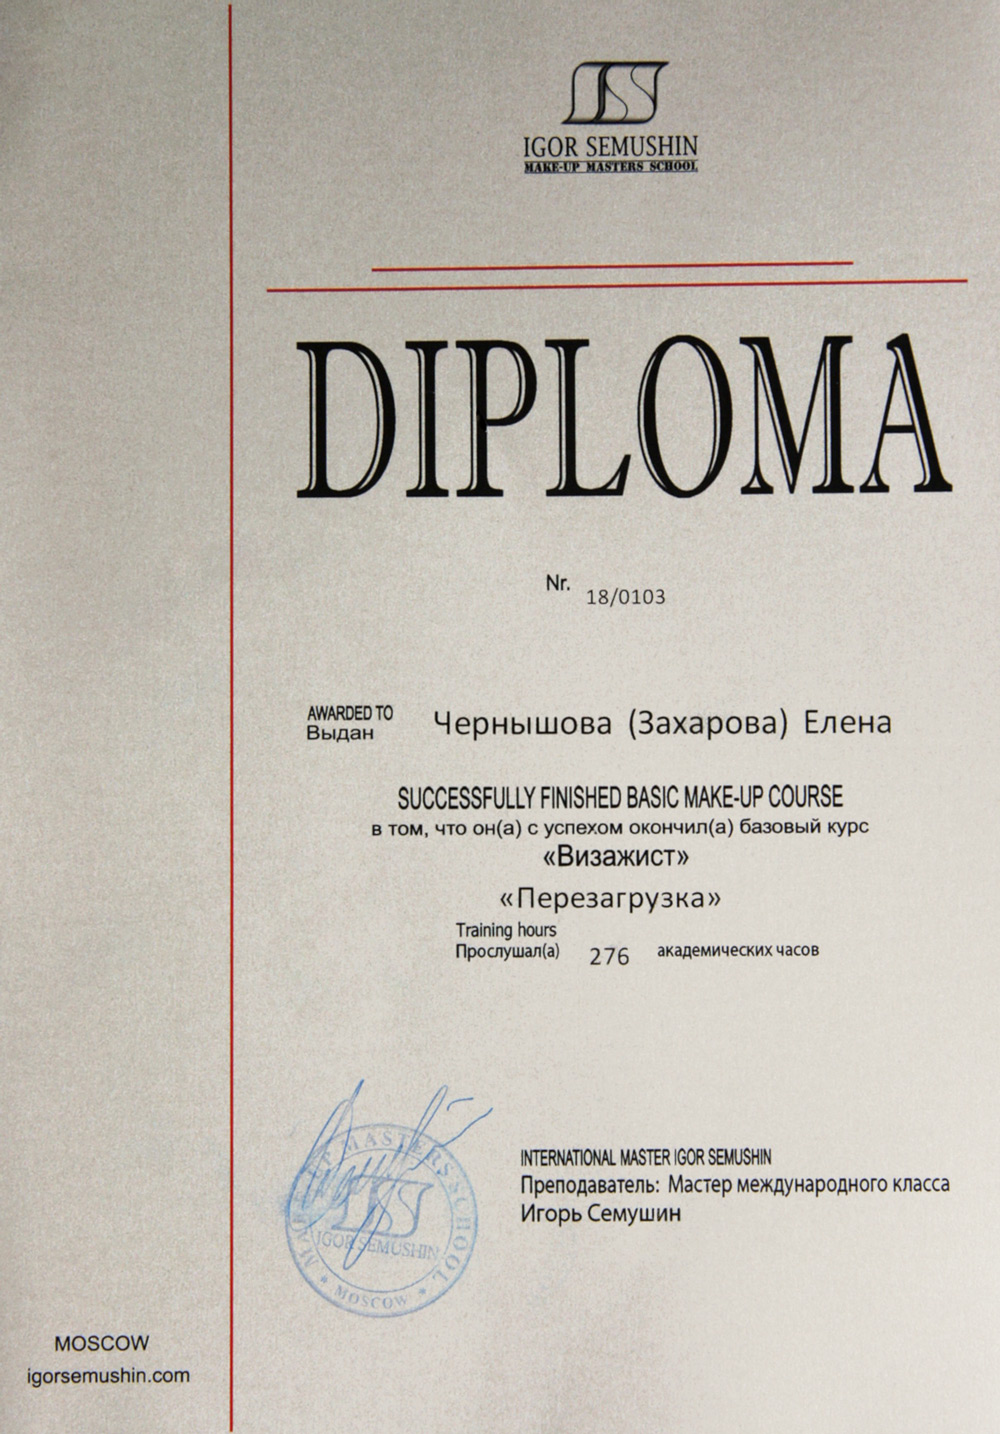 IGOR SEMUSHIN
MAKE-UP MASTERS SCHOOL
DIPLOMA
Nr. 18/0103
AWARDED TO
Выдан
Чернышова (Захарова) Елена
SUCCESSFULLY FINISHED BASIC MAKE-UP COURSE
в том, что он(а) с успехом окончил(а) базовый курс
«Визажист»
«Перезагрузка»
Training hours
Прослушал(а) 276 академических часов
MASTERS SCHOOL
IGOR SEMUSHIN
MOSCOW
INTERNATIONAL MASTER IGOR SEMUSHIN
Преподаватель: Мастер международного класса
Игорь Семушин
MOSCOW
igorsemushin.com